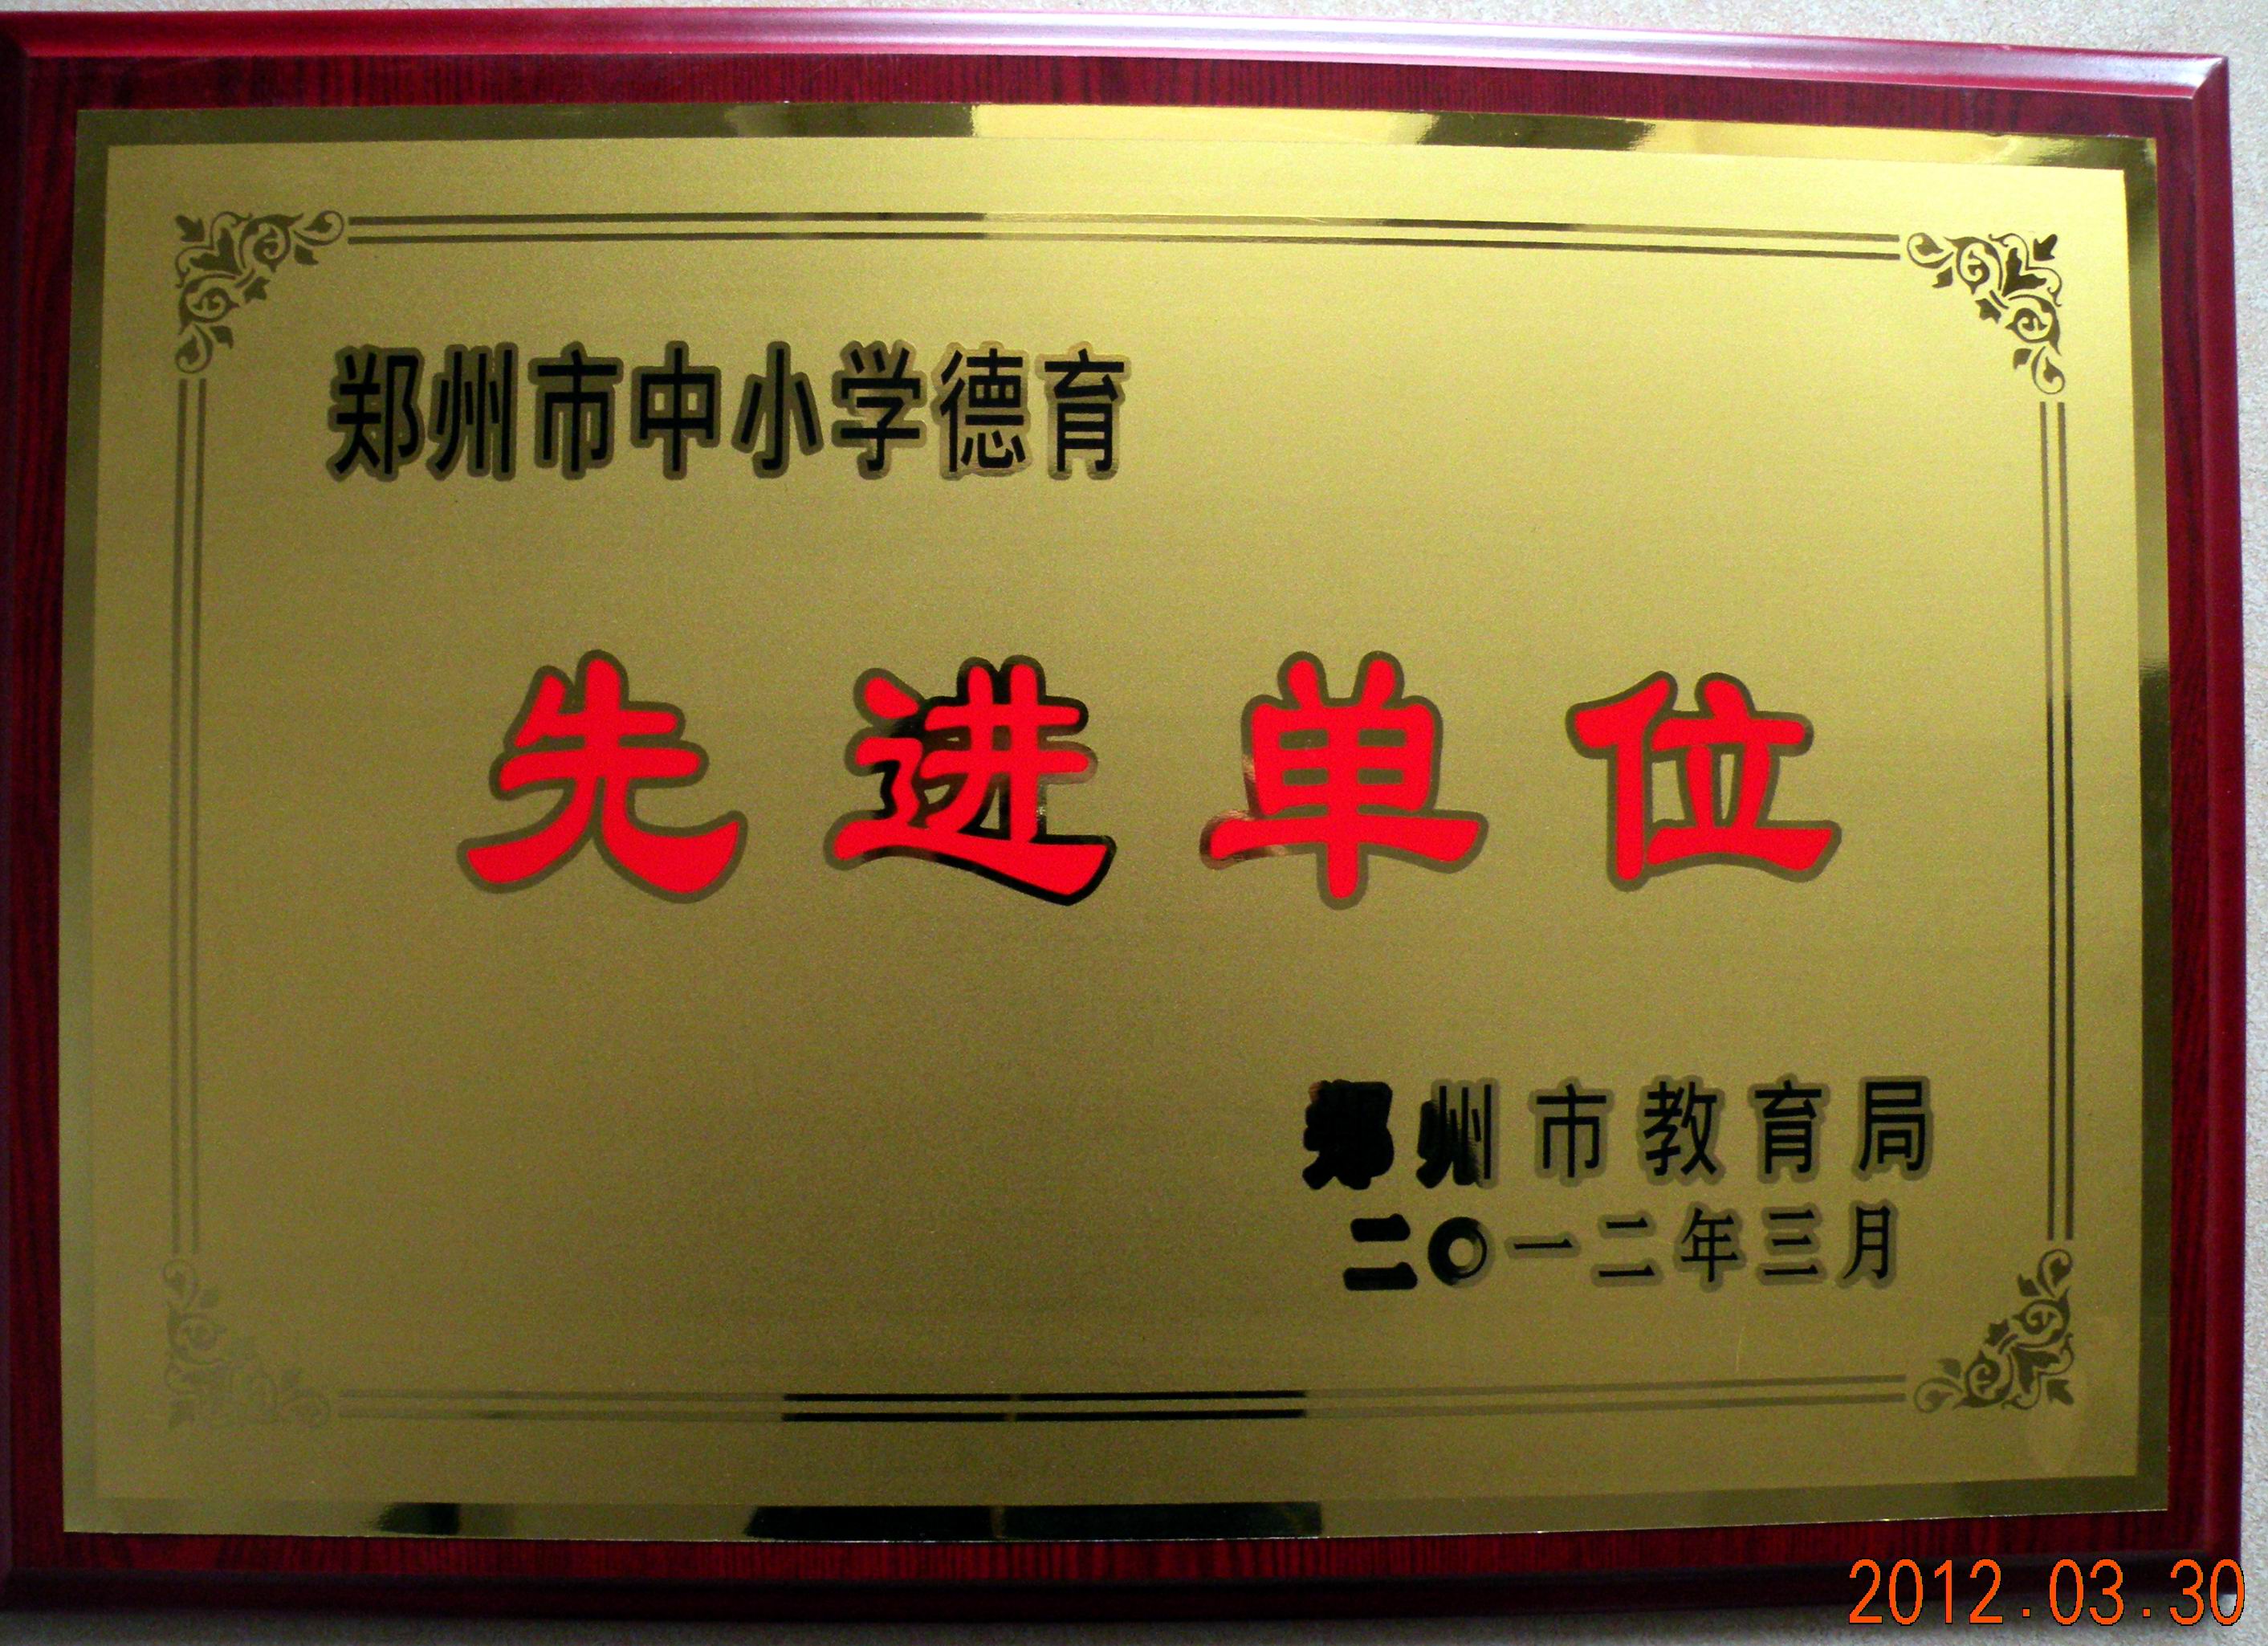 郑州市中小学德育
先进单位
郑州市教育局
二〇一二年三月
2012.03.30